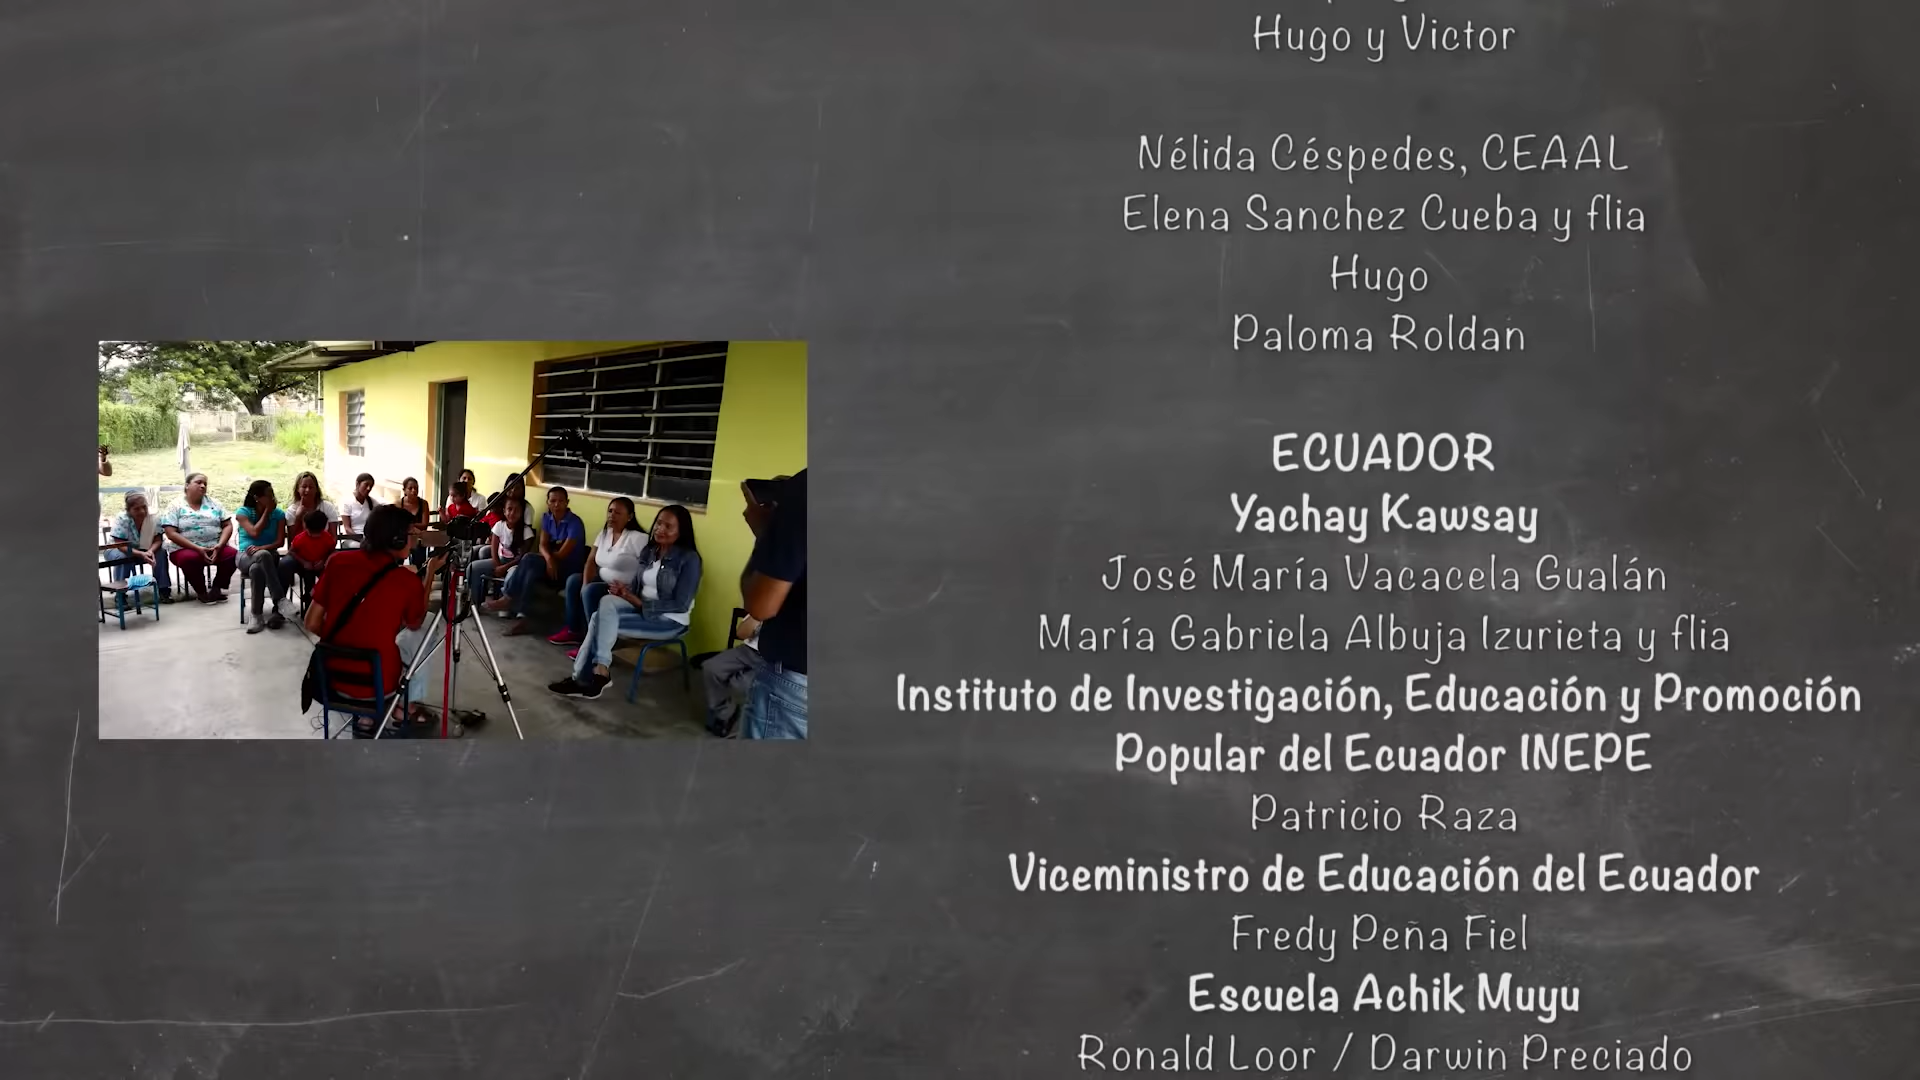 Hugo y Victor
Nélida Céspedes, CEAAL
Elena Sanchez Cueba y flia
Hugo
Paloma Roldan
ECUADOR
Yachay Kawsay
José María Vacacela Gualán
María Gabriela Albuja Izurieta y flia
Instituto de Investigación, Educación y Promoción
Popular del Ecuador INEPE
Patricio Raza
Viceministro de Educación del Ecuador
Fredy Peña Fiel
Escuela Achik Muyu
Ronald Loor / Darwin Preciado